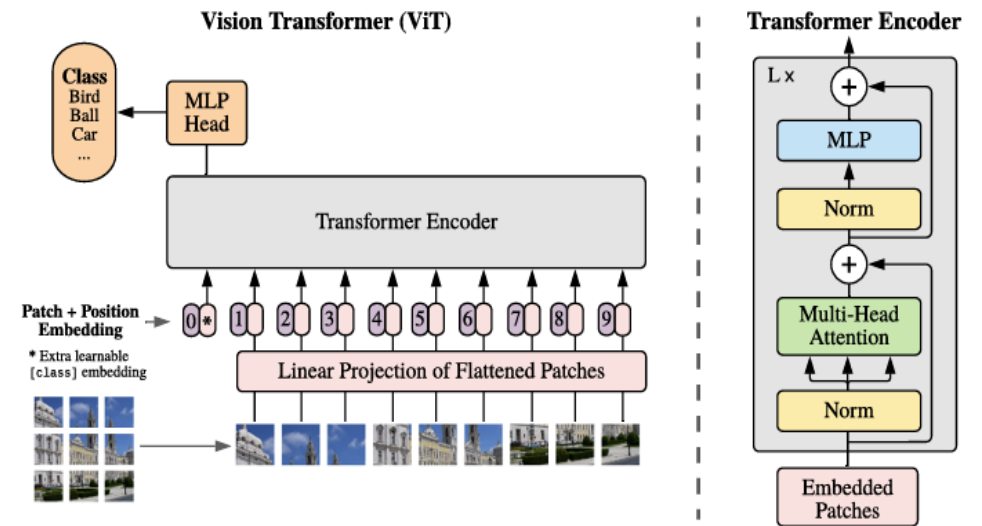 Vision Transformer (ViT)
Class
Bird
Ball
Car
...
MLP
Head
Transformer Encoder
Patch + Position
Embedding
* Extra learnable
[class] embedding
0 * 1 2 3 4 5 6 7 8 9
Linear Projection of Flattened Patches
Transformer Encoder
L ×
+
MLP
Norm
+
Multi-Head
Attention
Norm
Embedded
Patches